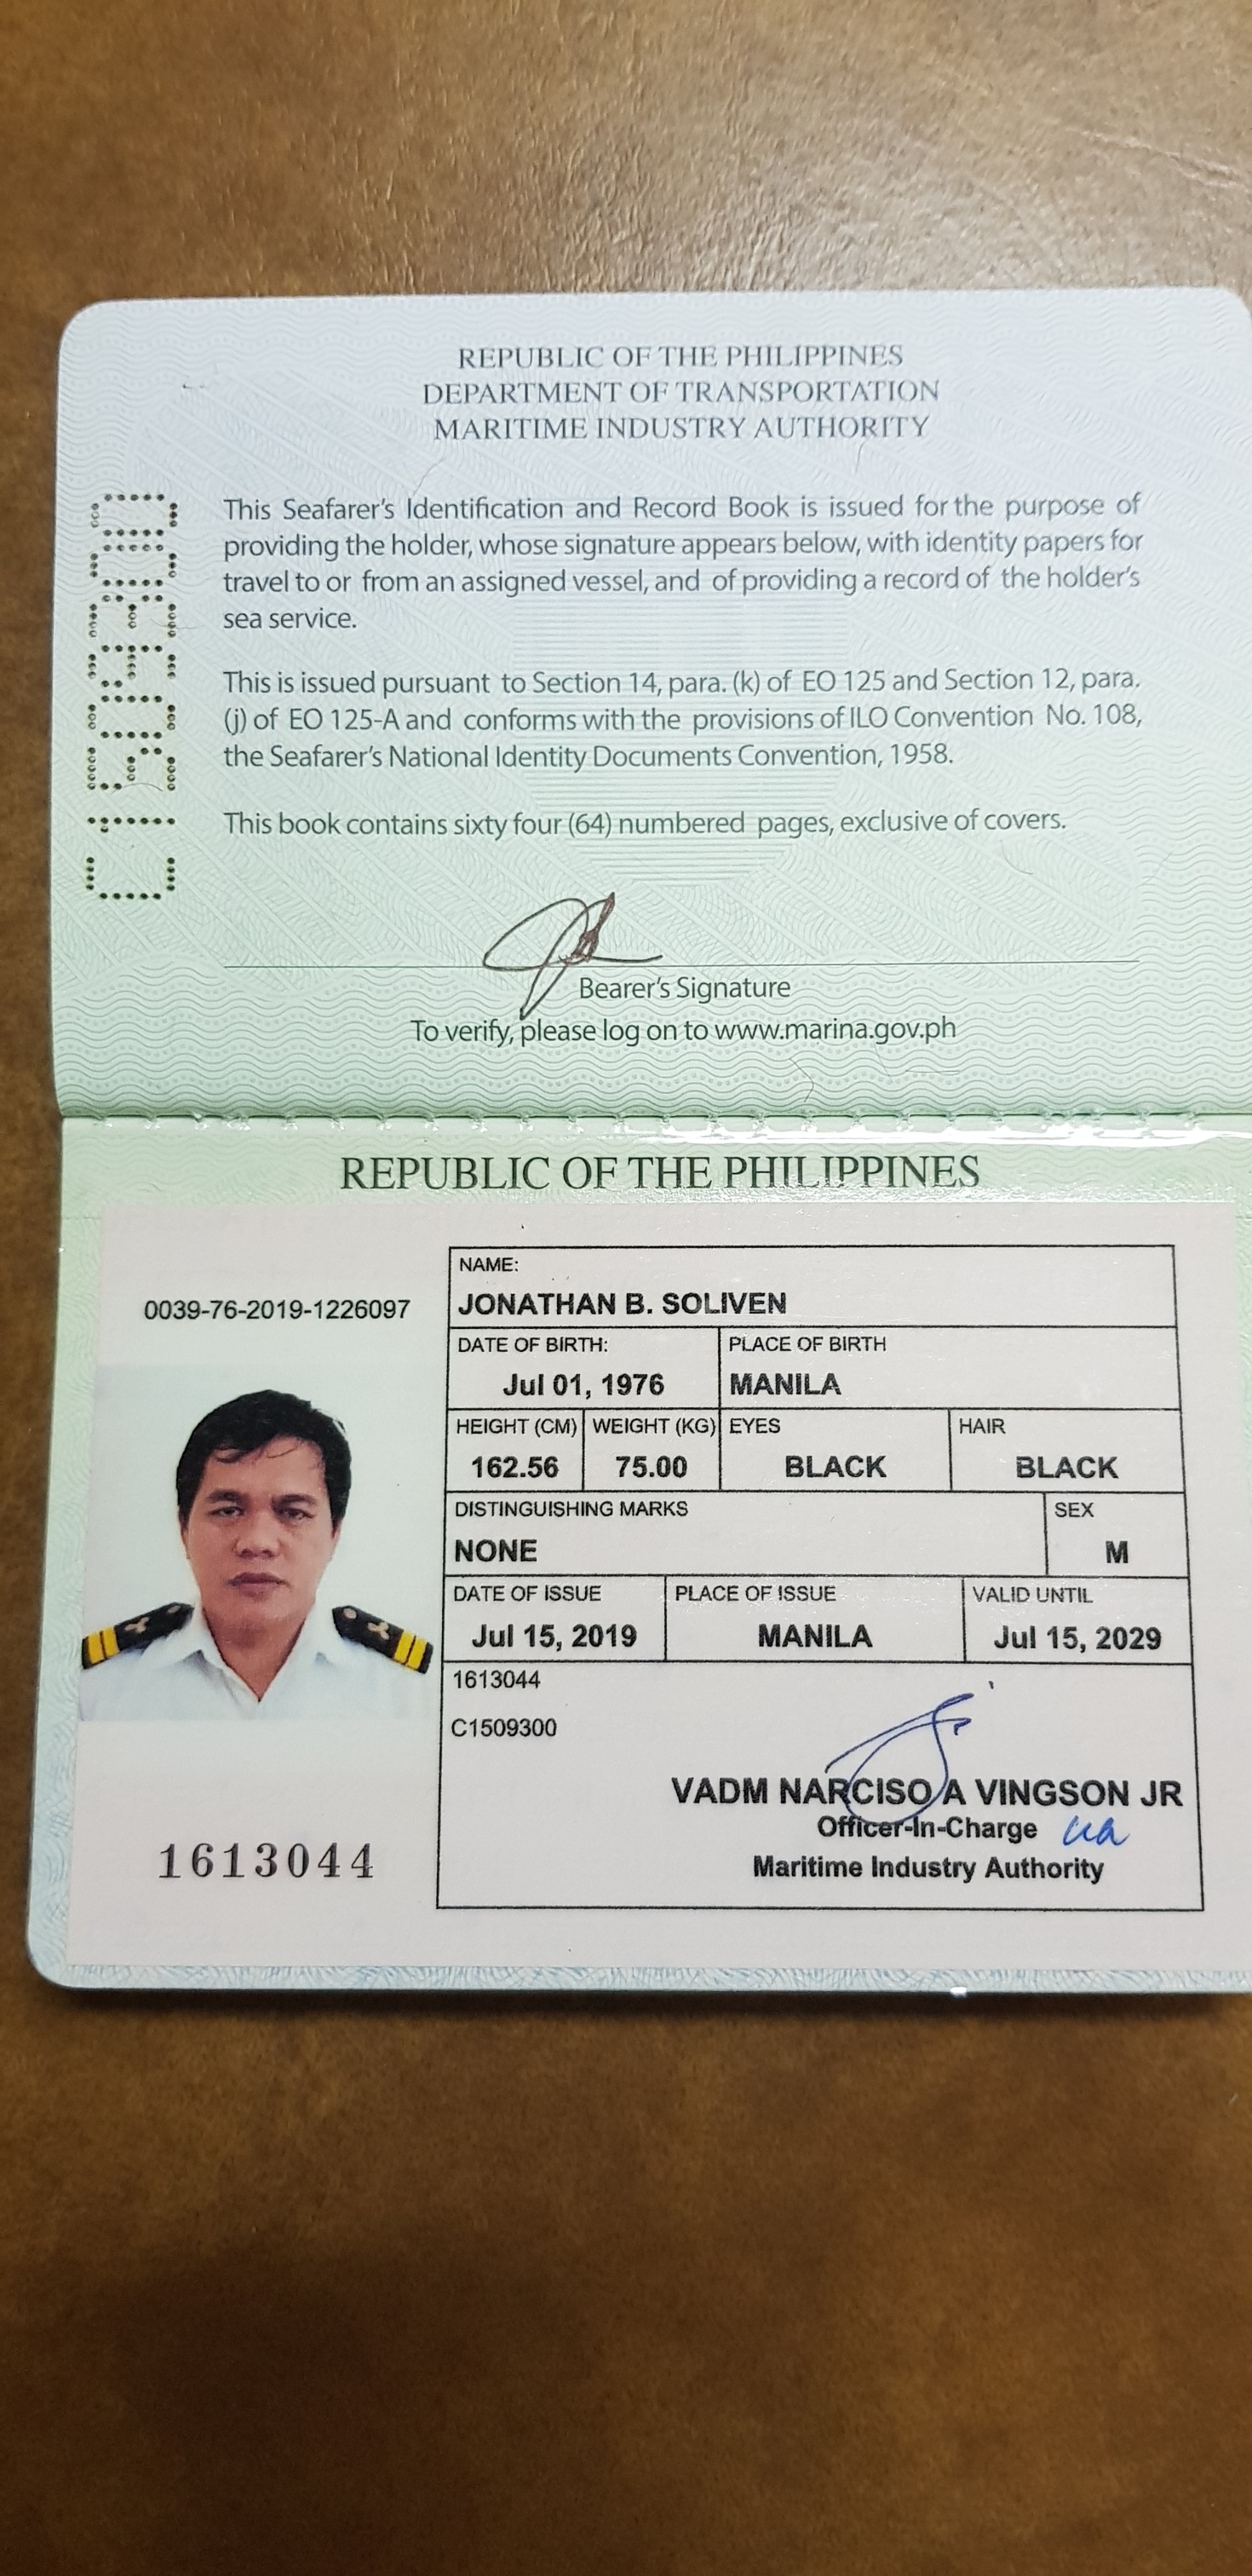 REPUBLIC OF THE PHILIPPINES
DEPARTMENT OF TRANSPORTATION
MARITIME INDUSTRY AUTHORITY
C1509300
This Seafarer's Identification and Record Book is issued for the purpose of
providing the holder, whose signature appears below, with identity papers for
travel to or from an assigned vessel, and of providing a record of the holder's
sea service.
This is issued pursuant to Section 14, para. (k) of EO 125 and Section 12, para.
(j) of EO 125-A and conforms with the provisions of ILO Convention No. 108,
the Seafarer's National Identity Documents Convention, 1958.
This book contains sixty four (64) numbered pages, exclusive of covers.
Bearer's Signature
To verify, please log on to www.marina.gov.ph
REPUBLIC OF THE PHILIPPINES
0039-76-2019-1226097
NAME:
JONATHAN B. SOLIVEN
DATE OF BIRTH: PLACE OF BIRTH
Jul 01, 1976 MANILA
HEIGHT (CM) WEIGHT (KG) EYES HAIR
162.56 75.00 BLACK BLACK
DISTINGUISHING MARKS SEX
NONE M
DATE OF ISSUE PLACE OF ISSUE VALID UNTIL
Jul 15, 2019 MANILA Jul 15, 2029
1613044
C1509300
VADM NARCISO A VINGSON JR
Officer-In-Charge
Maritime Industry Authority
1613044